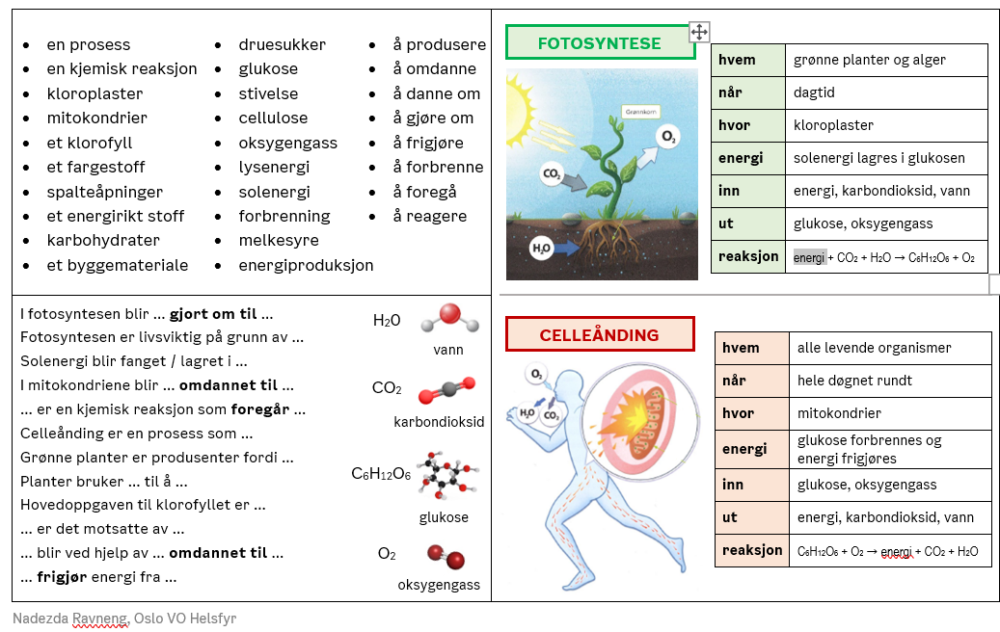 • en prosess
• en kjemisk reaksjon
• kloroplaster
• mitokondrier
• et klorofyll
• et fargestoff
• spalteåpninger
• et energirikt stoff
• karbohydrater
• et byggemateriale
• druesukker
• glukose
• stivelse
• cellulose
• oksygengass
• lysenergi
• solenergi
• forbrenning
• melkesyre
• energiproduksjon
• å produsere
• å omdanne
• å danne om
• å gjøre om
• å frigjøre
• å forbrenne
• å foregå
• å reagere
FOTOSYNTESE
Grønnkorn
O₂
CO₂
H₂O
hvem grønne planter og alger
når dagtid
hvor kloroplaster
energi solenergi lagres i glukosen
inn energi, karbondioksid, vann
ut glukose, oksygengass
reaksjon energi + CO₂ + H₂O → C₆H₁₂O₆ + O₂
I fotosyntesen blir ... gjort om til ...
Fotosyntesen er livsviktig på grunn av ...
Solenergi blir fanget / lagret i ...
I mitokondriene blir ... omdannet til ...
... er en kjemisk reaksjon som foregår ...
Celleånding er en prosess som ...
Grønne planter er produsenter fordi ...
Planter bruker ... til å ...
Hovedoppgaven til klorofyllet er ...
... er det motsatte av ...
... blir ved hjelp av ... omdannet til ...
... frigjør energi fra ...
H₂O
vann
CO₂
karbondioksid
C₆H₁₂O₆
glukose
O₂
oksygengass
CELLEÅNDING
O₂
H₂O
CO₂
hvem alle levende organismer
når hele døgnet rundt
hvor mitokondrier
energi glukose forbrennes og
energi frigjøres
inn glukose, oksygengass
ut energi, karbondioksid, vann
reaksjon C₆H₁₂O₆ + O₂ → energi + CO₂ + H₂O
Nadezda Ravneng, Oslo VO Helsfyr